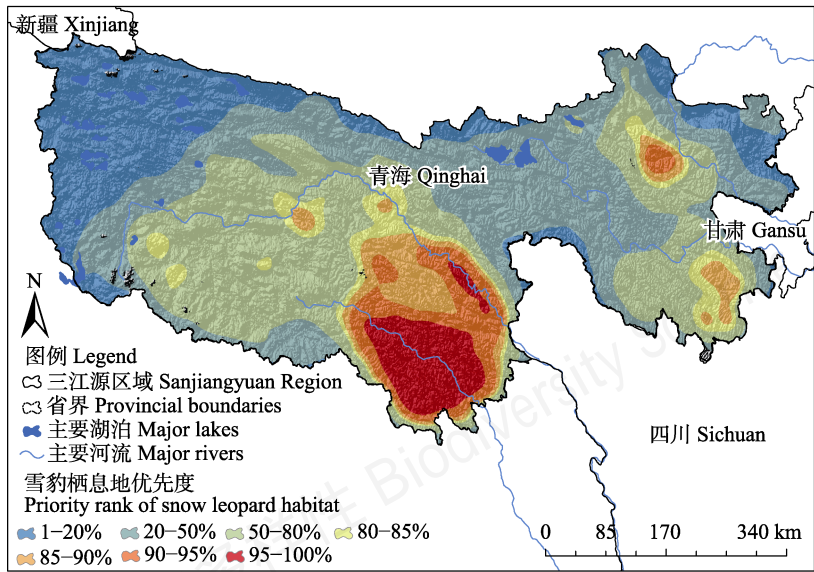 新疆 Xinjiang
青海 Qinghai
甘肃 Gansu
N
图例 Legend
三江源区域 Sanjiangyuan Region
省界 Provincial boundaries
主要湖泊 Major lakes
主要河流 Major rivers
四川 Sichuan
雪豹栖息地优先度
Priority rank of snow leopard habitat
1–20% 20–50% 50–80% 80–85%
85–90% 90–95% 95–100%
0 85 170 340 km
Biodiversity